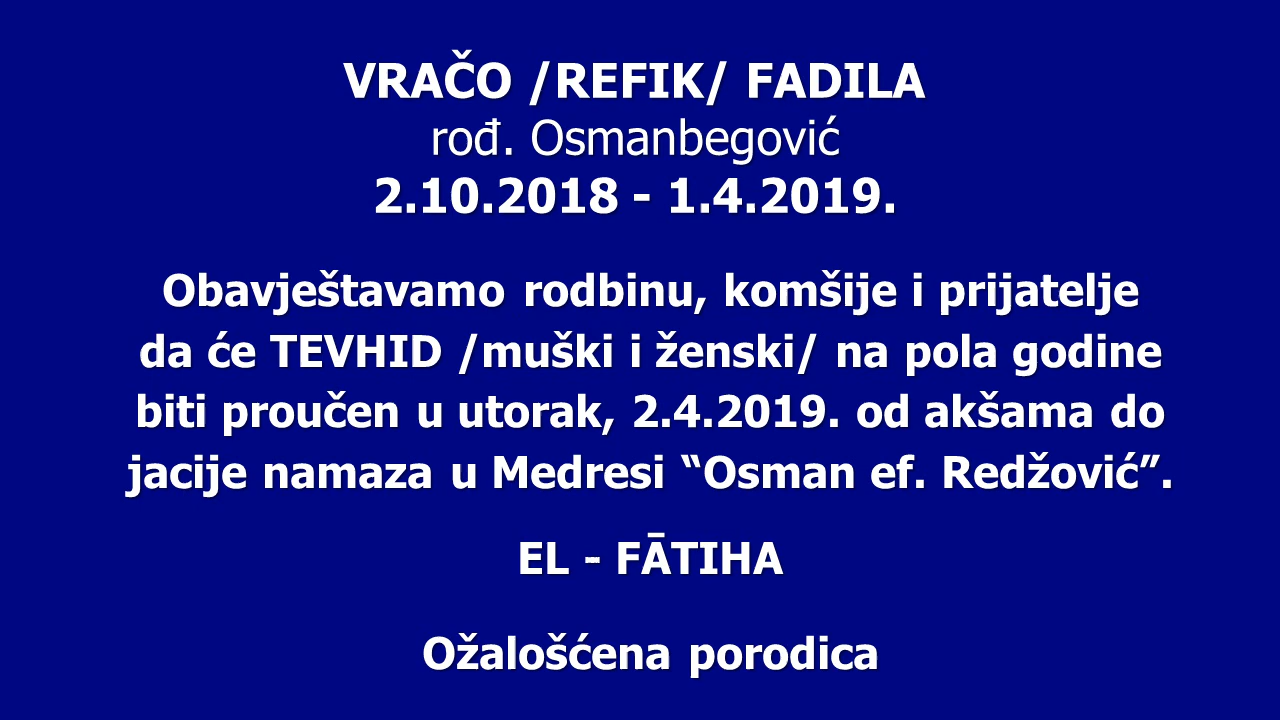 VRAČO /REFIK/ FADILA
rođ. Osmanbegović
2.10.2018 - 1.4.2019.
Obavještavamo rodbinu, komšije i prijatelje
da će TEVHID /muški i ženski/ na pola godine
biti proučen u utorak, 2.4.2019. od akšama do
jacije namaza u Medresi “Osman ef. Redžović”.
EL - FĀTIHA
Ožalošćena porodica